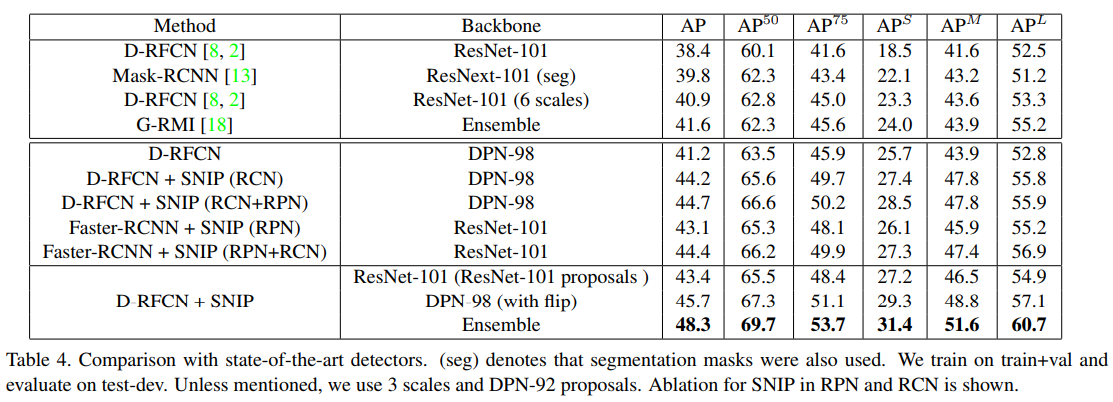 Method Backbone AP AP50 AP75 APS APM APL
D-RFCN [8, 2] ResNet-101 38.4 60.1 41.6 18.5 41.6 52.5
Mask-RCNN [13] ResNext-101 (seg) 39.8 62.3 43.4 22.1 43.2 51.2
D-RFCN [8, 2] ResNet-101 (6 scales) 40.9 62.8 45.0 23.3 43.6 53.3
G-RMI [18] Ensemble 41.6 62.3 45.6 24.0 43.9 55.2
D-RFCN DPN-98 41.2 63.5 45.9 25.7 43.9 52.8
D-RFCN + SNIP (RCN) DPN-98 44.2 65.6 49.7 27.4 47.8 55.8
D-RFCN + SNIP (RCN+RPN) DPN-98 44.7 66.6 50.2 28.5 47.8 55.9
Faster-RCNN + SNIP (RPN) ResNet-101 43.1 65.3 48.1 26.1 45.9 55.2
Faster-RCNN + SNIP (RPN+RCN) ResNet-101 44.4 66.2 49.9 27.3 47.4 56.9
ResNet-101 (ResNet-101 proposals ) 43.4 65.5 48.4 27.2 46.5 54.9
D-RFCN + SNIP DPN-98 (with flip) 45.7 67.3 51.1 29.3 48.8 57.1
Ensemble 48.3 69.7 53.7 31.4 51.6 60.7
Table 4. Comparison with state-of-the-art detectors. (seg) denotes that segmentation masks were also used. We train on train+val and
evaluate on test-dev. Unless mentioned, we use 3 scales and DPN-92 proposals. Ablation for SNIP in RPN and RCN is shown.